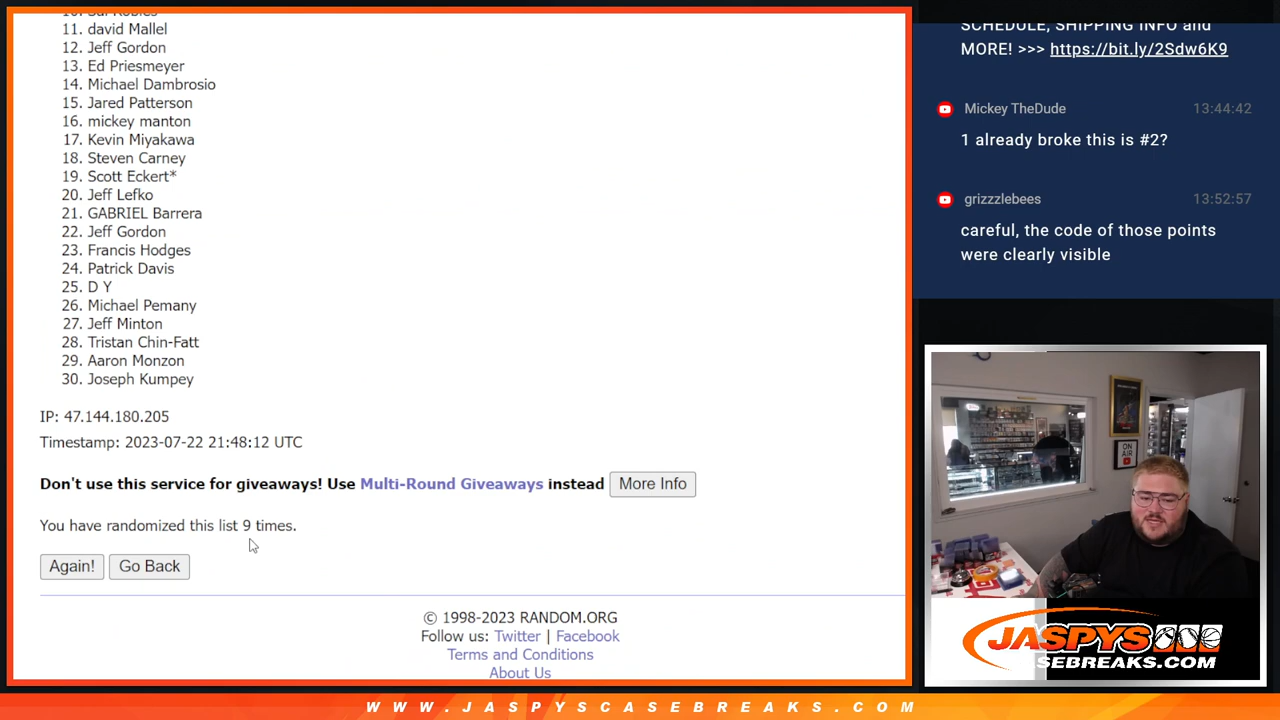 11. david Mallel
12. Jeff Gordon
13. Ed Priesmeyer
14. Michael Dambrosio
15. Jared Patterson
16. mickey manton
17. Kevin Miyakawa
18. Steven Carney
19. Scott Eckert*
20. Jeff Lefko
21. GABRIEL Barrera
22. Jeff Gordon
23. Francis Hodges
24. Patrick Davis
25. D Y
26. Michael Pemany
27. Jeff Minton
28. Tristan Chin-Fatt
29. Aaron Monzon
30. Joseph Kumpey
IP: 47.144.180.205
Timestamp: 2023-07-22 21:48:12 UTC
Don't use this service for giveaways! Use Multi-Round Giveaways instead More Info
You have randomized this list 9 times.
Again! Go Back
© 1998-2023 RANDOM.ORG
Follow us: Twitter | Facebook
Terms and Conditions
About Us
SCHEDULE, SHIPPING INFO and
MORE! >>> https://bit.ly/2Sdw6K9
Mickey TheDude 13:44:42
1 already broke this is #2?
grizzzlebees 13:52:57
careful, the code of those points
were clearly visible
ON
AIR
JASPYS
SEBREAKS.COM
WWW.JASPYSCASEBREAKS.COM